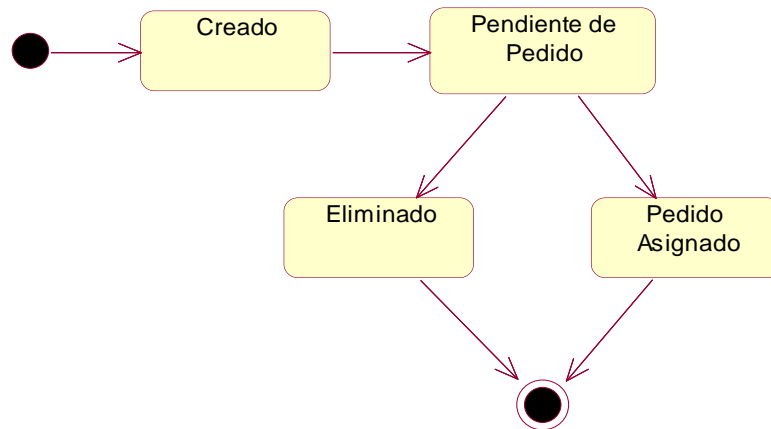 Creado
Pendiente de
Pedido
Eliminado
Pedido
Asignado